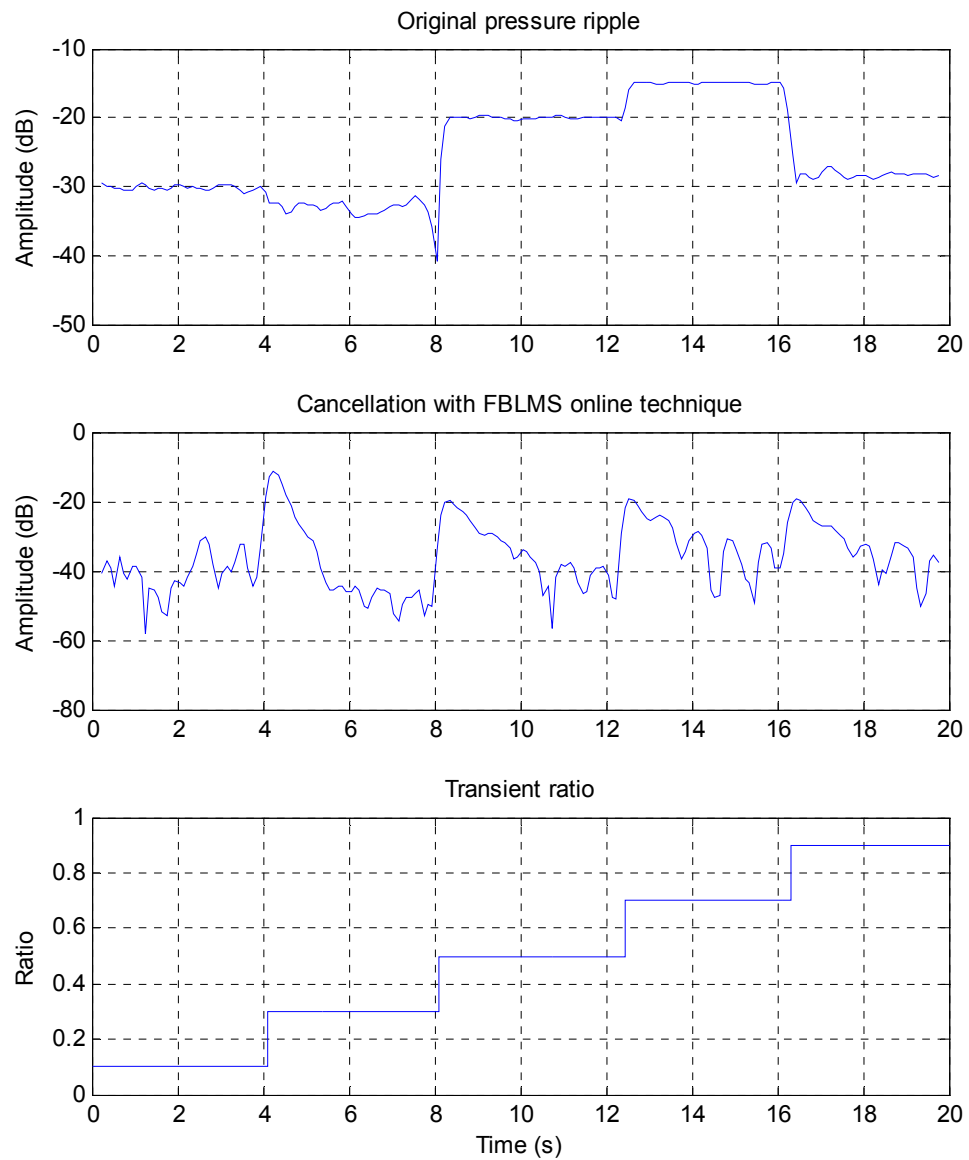 Original pressure ripple
-10
-20
-30
-40
-50
Amplitude (dB)
0 2 4 6 8 10 12 14 16 18 20
Cancellation with FBLMS online technique
0
-20
-40
-60
-80
Amplitude (dB)
0 2 4 6 8 10 12 14 16 18 20
Transient ratio
1
0.8
0.6
0.4
0.2
0
Ratio
0 2 4 6 8 10 12 14 16 18 20
Time (s)